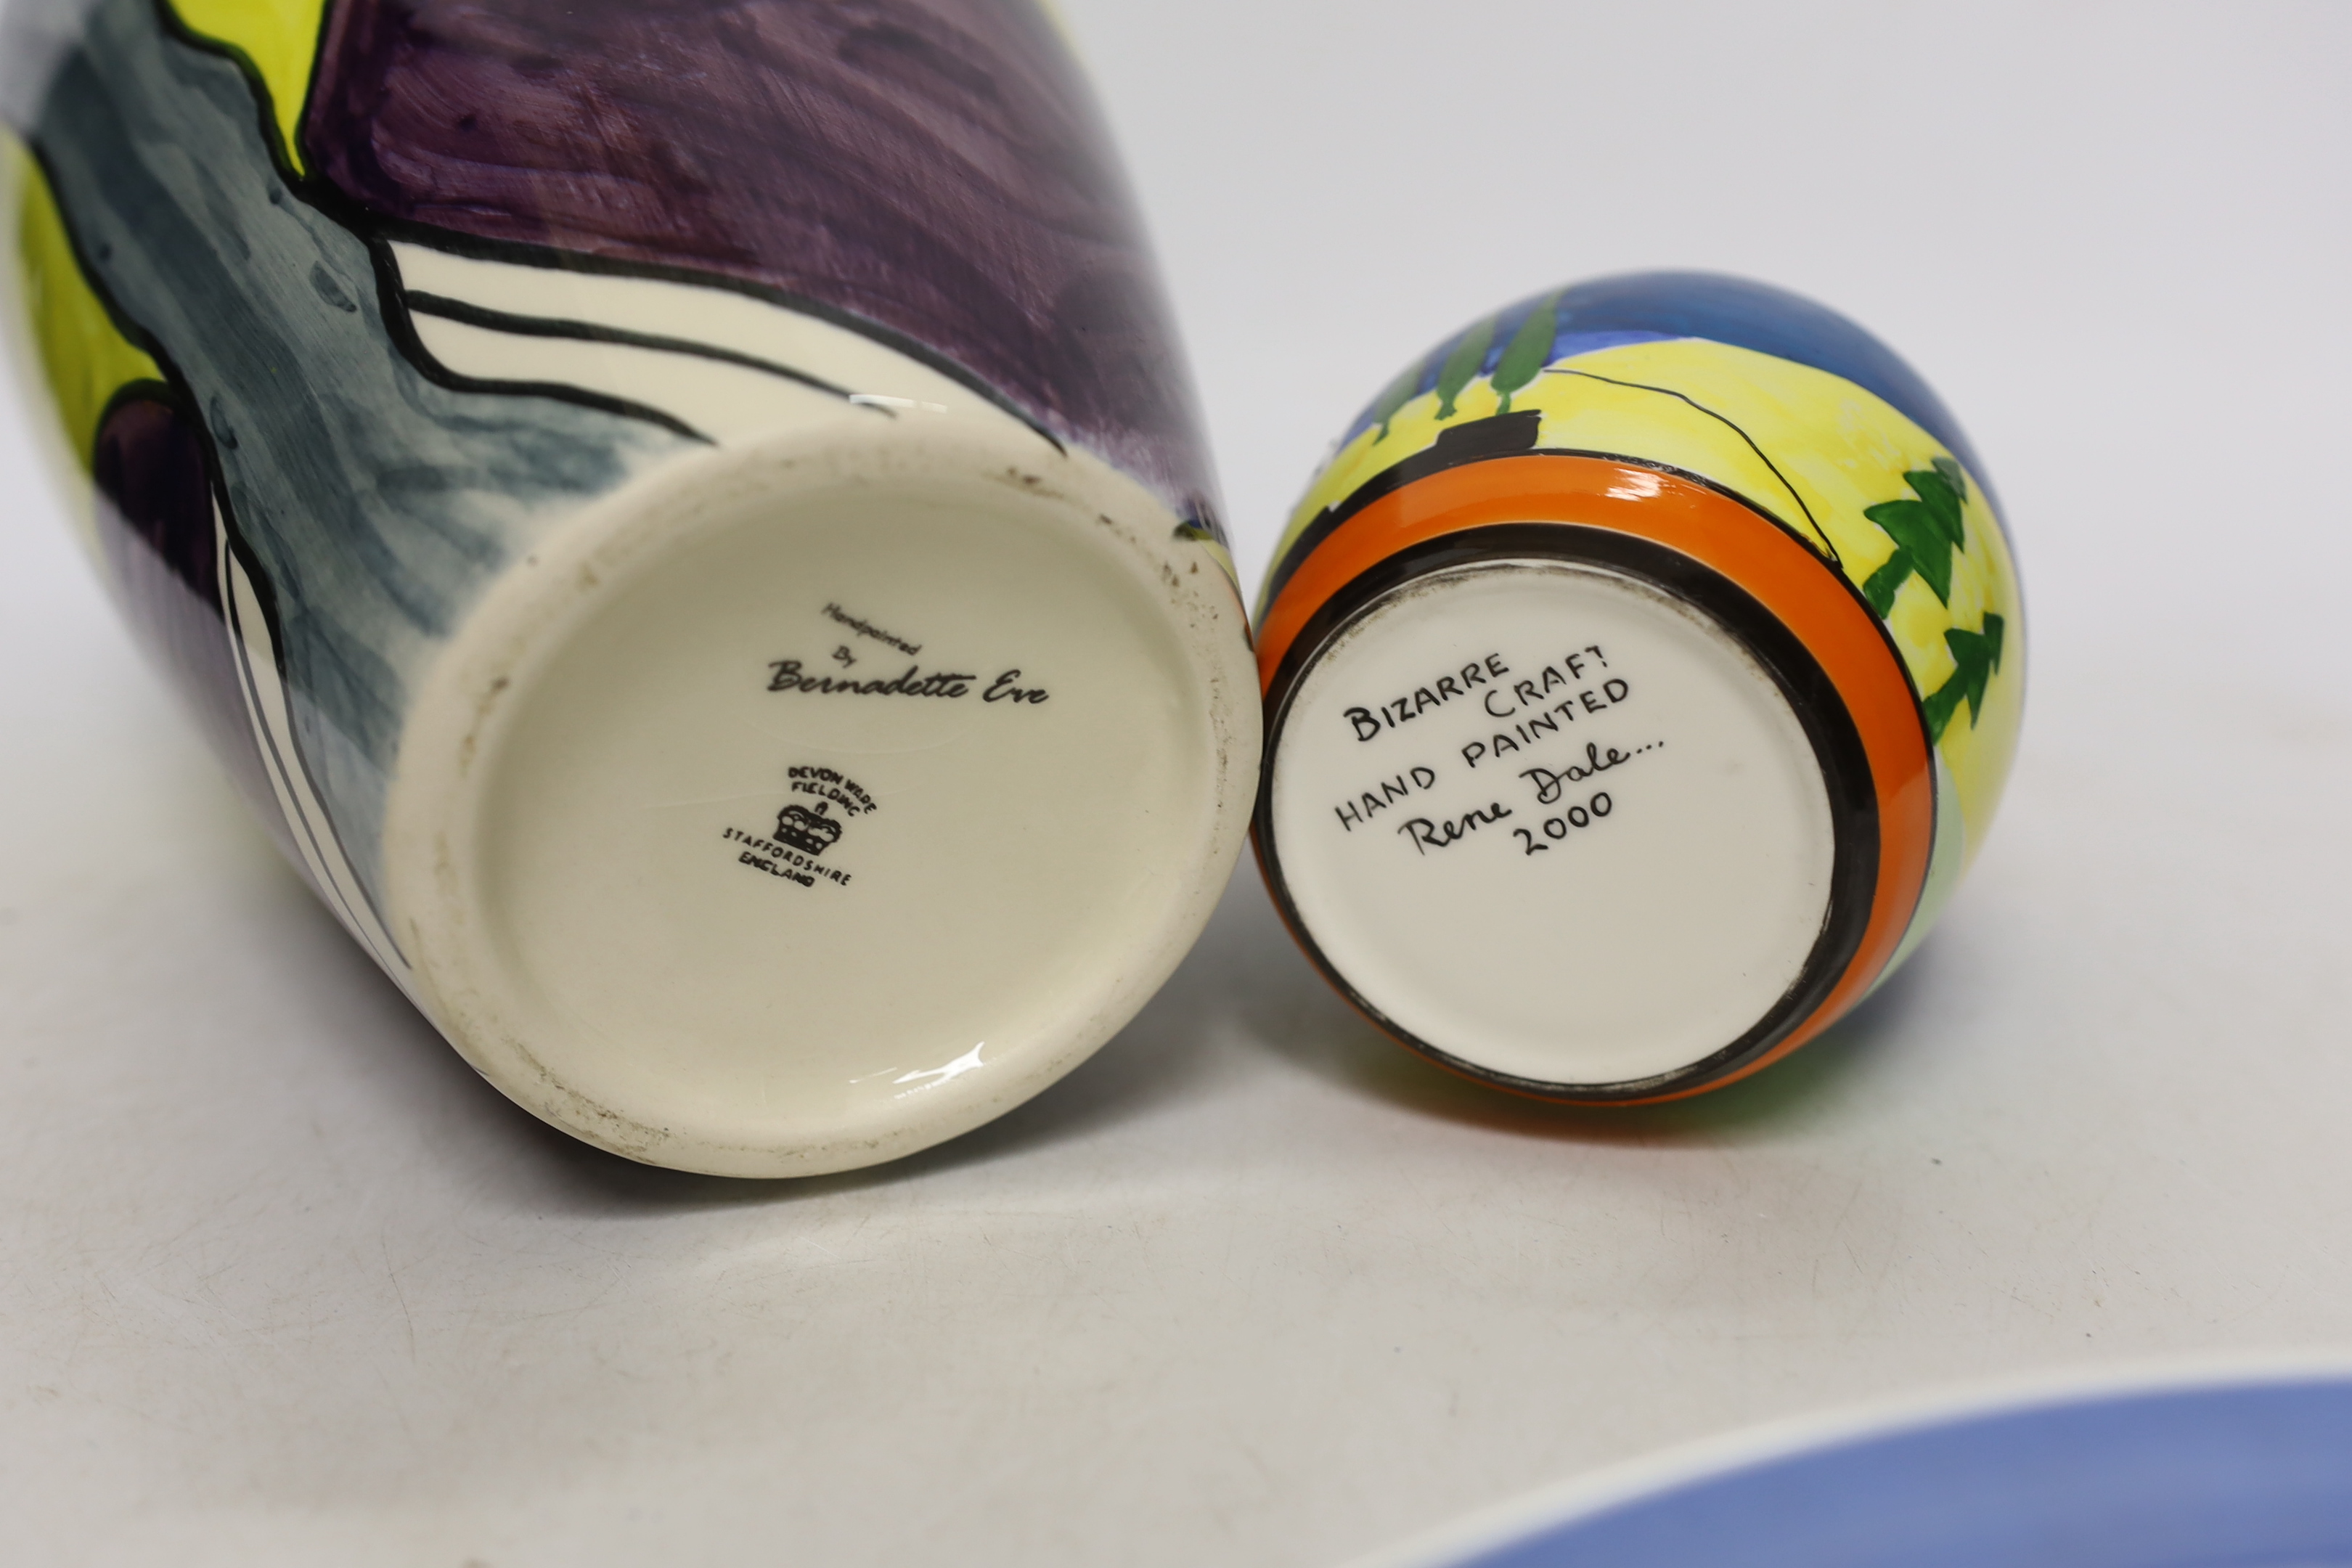 Handpainted
By
Bernadette Eve
DEVON WARE
FIELDING
STAFFORDSHIRE
ENGLAND
BIZARRE
CRAFT
HAND PAINTED
Rene Dale...
2000